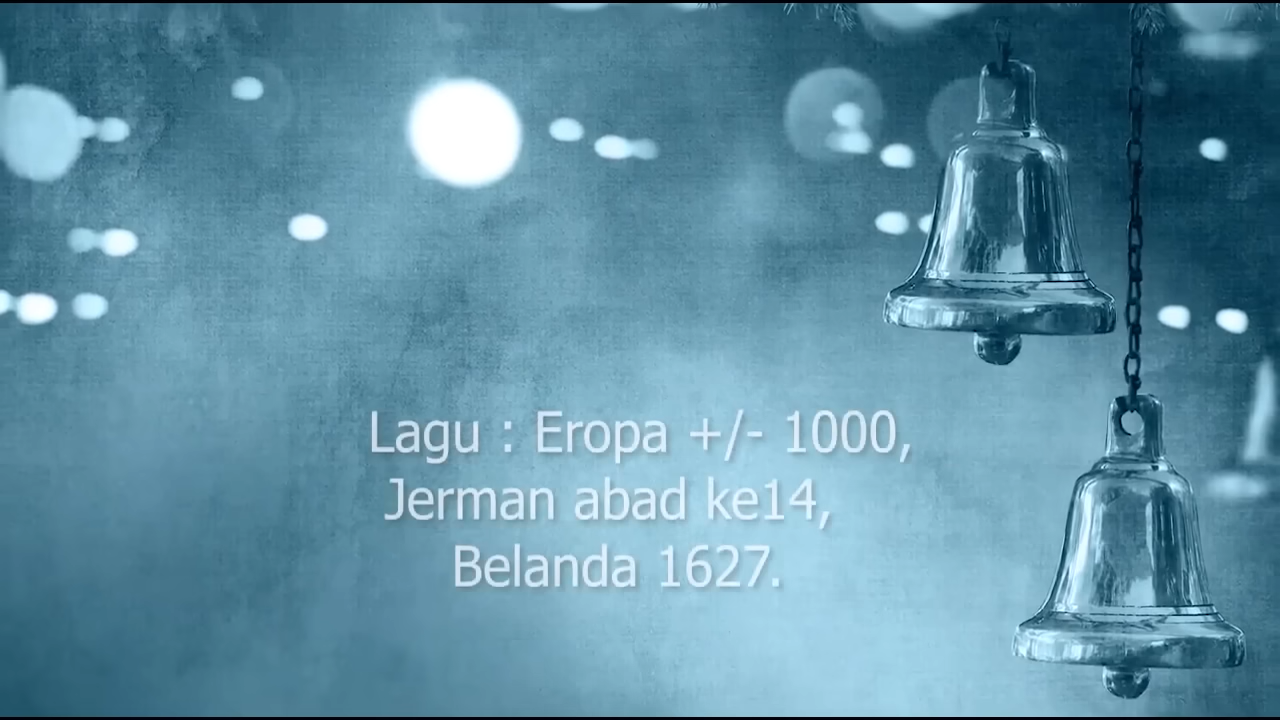 Lagu : Eropa +/- 1000,
Jerman abad ke14,
Belanda 1627.